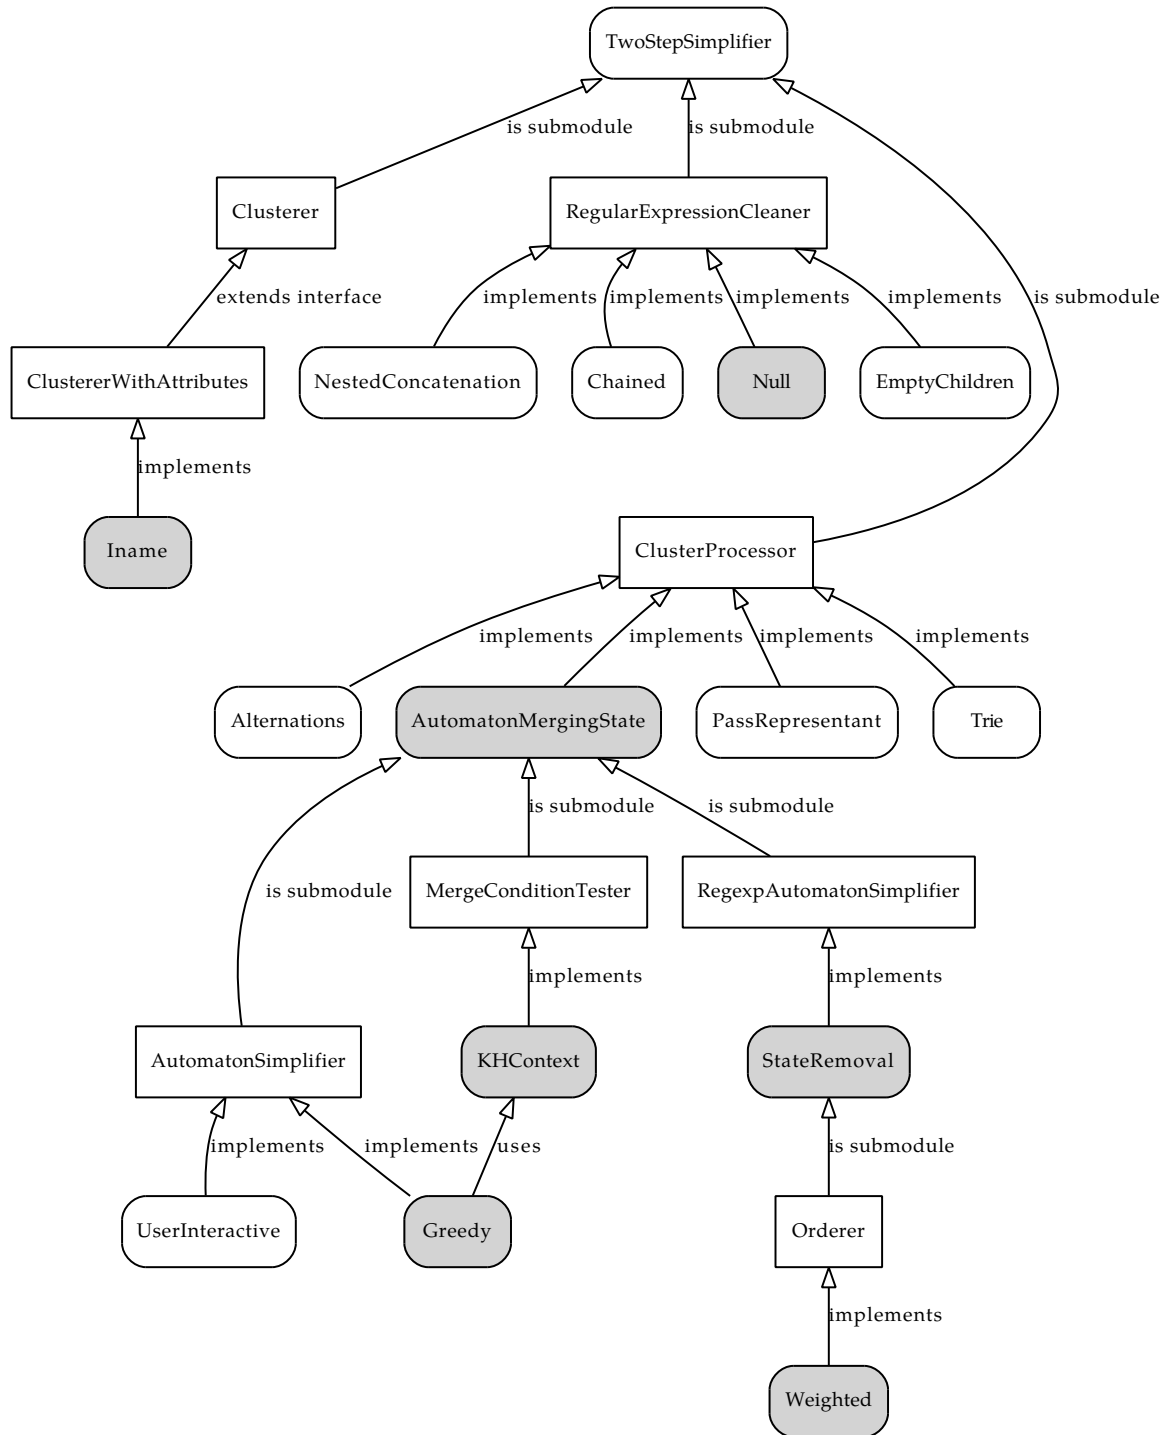 TwoStepSimplifier
is submodule
is submodule
Clusterer
RegularExpressionCleaner
extends interface
implements
implements
implements
implements
is submodule
ClustererWithAttributes
NestedConcatenation
Chained
Null
EmptyChildren
implements
Iname
ClusterProcessor
implements
implements
implements
implements
Alternations
AutomatonMergingState
PassRepresentant
Trie
is submodule
is submodule
is submodule
MergeConditionTester
RegexpAutomatonSimplifier
implements
implements
AutomatonSimplifier
KHContext
StateRemoval
implements
implements
uses
is submodule
UserInteractive
Greedy
Orderer
implements
Weighted